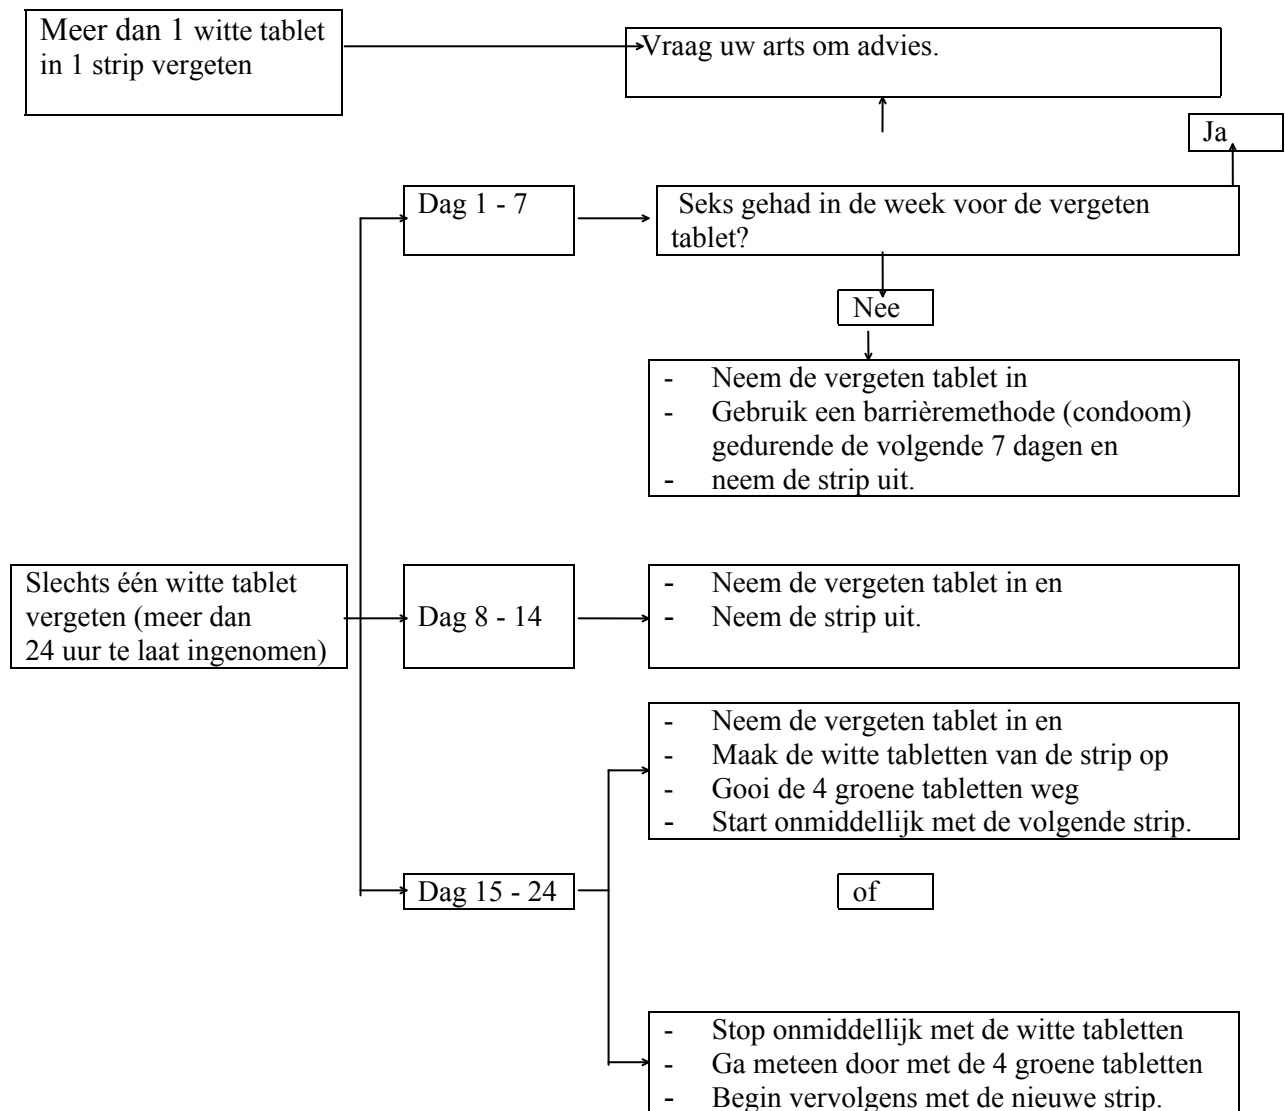 Meer dan 1 witte tablet
in 1 strip vergeten
Vraag uw arts om advies.
Ja
Dag 1 - 7
Seks gehad in de week voor de vergeten
tablet?
Nee
- Neem de vergeten tablet in
- Gebruik een barrièremethode (condoom)
gedurende de volgende 7 dagen en
- neem de strip uit.
Slechts één witte tablet
vergeten (meer dan
24 uur te laat ingenomen)
Dag 8 - 14
- Neem de vergeten tablet in en
- Neem de strip uit.
- Neem de vergeten tablet in en
- Maak de witte tabletten van de strip op
- Gooi de 4 groene tabletten weg
- Start onmiddellijk met de volgende strip.
Dag 15 - 24
of
- Stop onmiddellijk met de witte tabletten
- Ga meteen door met de 4 groene tabletten
- Begin vervolgens met de nieuwe strip.